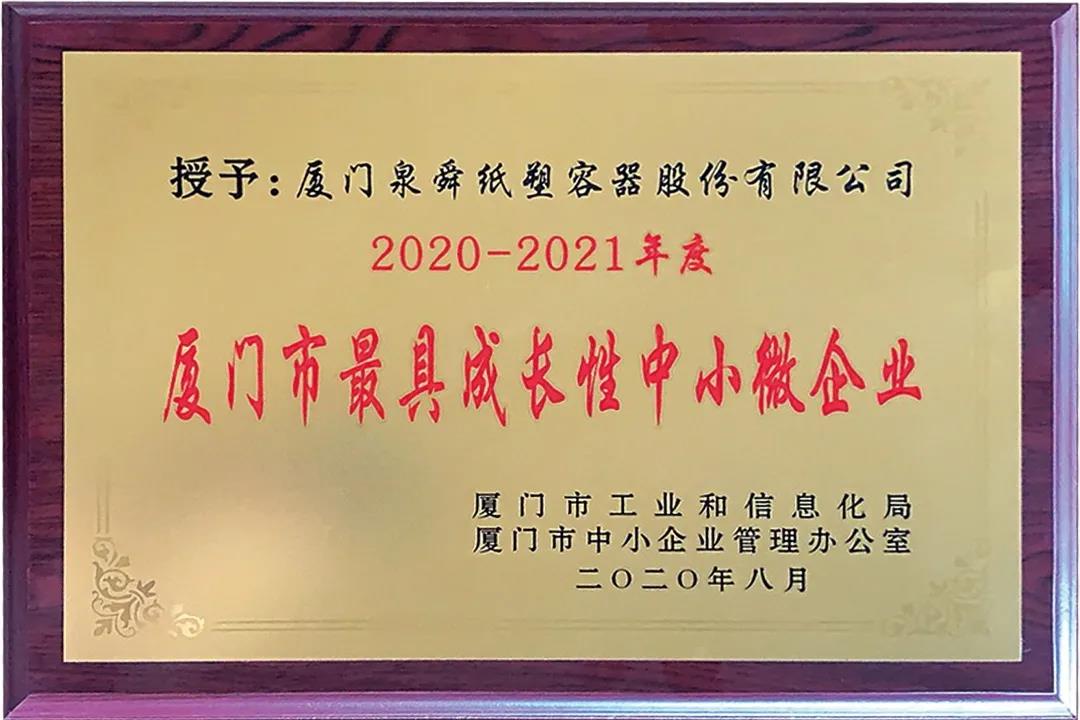 授予:厦门泉舜纸塑容器股份有限公司
2020-2021年度
厦门市最具成长性中小微企业
厦门市工业和信息化局
厦门市中小企业管理办公室
二〇二〇年八月